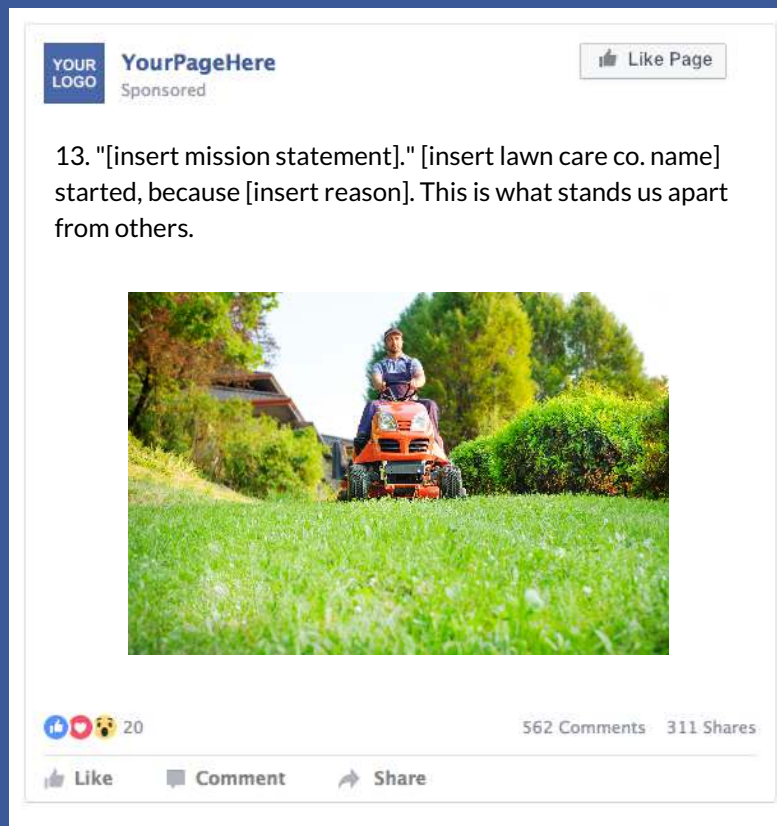 YOUR
LOGO
YourPageHere
Sponsored
Like Page
13. "[insert mission statement]." [insert lawn care co. name]
started, because [insert reason]. This is what stands us apart
from others.
20
562 Comments 311 Shares
Like Comment Share